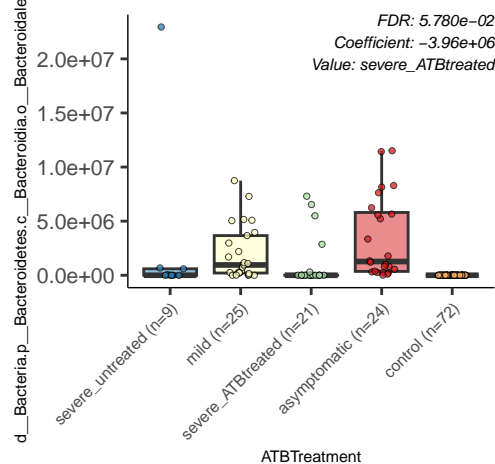 FDR: 5.780e−02
Coefficient: −3.96e+06
Value: severe_ATBtreated
d__Bacteria.p__Bacteroidetes.c__Bacteroidia.o__Bacteroidale
2.0e+07
1.5e+07
1.0e+07
5.0e+06
0.0e+00
severe_untreated (n=9)
mild (n=25)
severe_ATBtreated (n=21)
asymptomatic (n=24)
control (n=72)
ATBTreatment